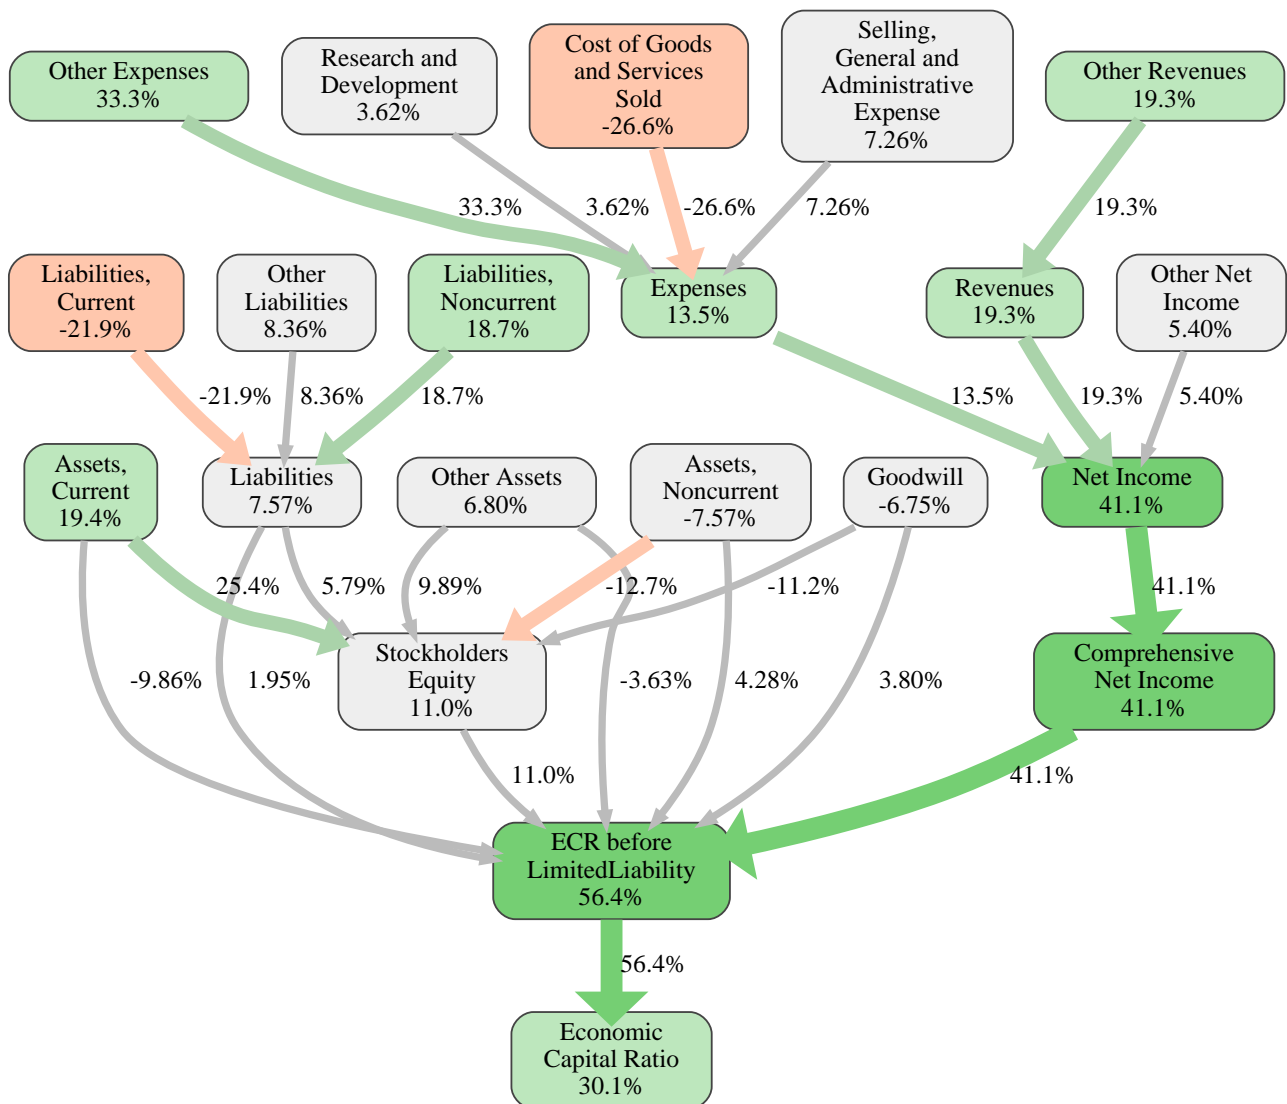 Other Expenses
33.3%
Research and
Development
3.62%
Cost of Goods
and Services
Sold
-26.6%
Selling,
General and
Administrative
Expense
7.26%
Other Revenues
19.3%
33.3%
3.62%
-26.6%
7.26%
19.3%
Liabilities,
Current
-21.9%
Other
Liabilities
8.36%
Liabilities,
Noncurrent
18.7%
Expenses
13.5%
Revenues
19.3%
Other Net
Income
5.40%
-21.9%
8.36%
18.7%
13.5%
19.3%
5.40%
Assets,
Current
19.4%
Liabilities
7.57%
Other Assets
6.80%
Assets,
Noncurrent
-7.57%
Goodwill
-6.75%
Net Income
41.1%
25.4%
5.79%
9.89%
-12.7%
-11.2%
41.1%
-9.86%
1.95%
Stockholders
Equity
11.0%
-3.63%
4.28%
3.80%
Comprehensive
Net Income
41.1%
11.0%
41.1%
ECR before
LimitedLiability
56.4%
56.4%
Economic
Capital Ratio
30.1%